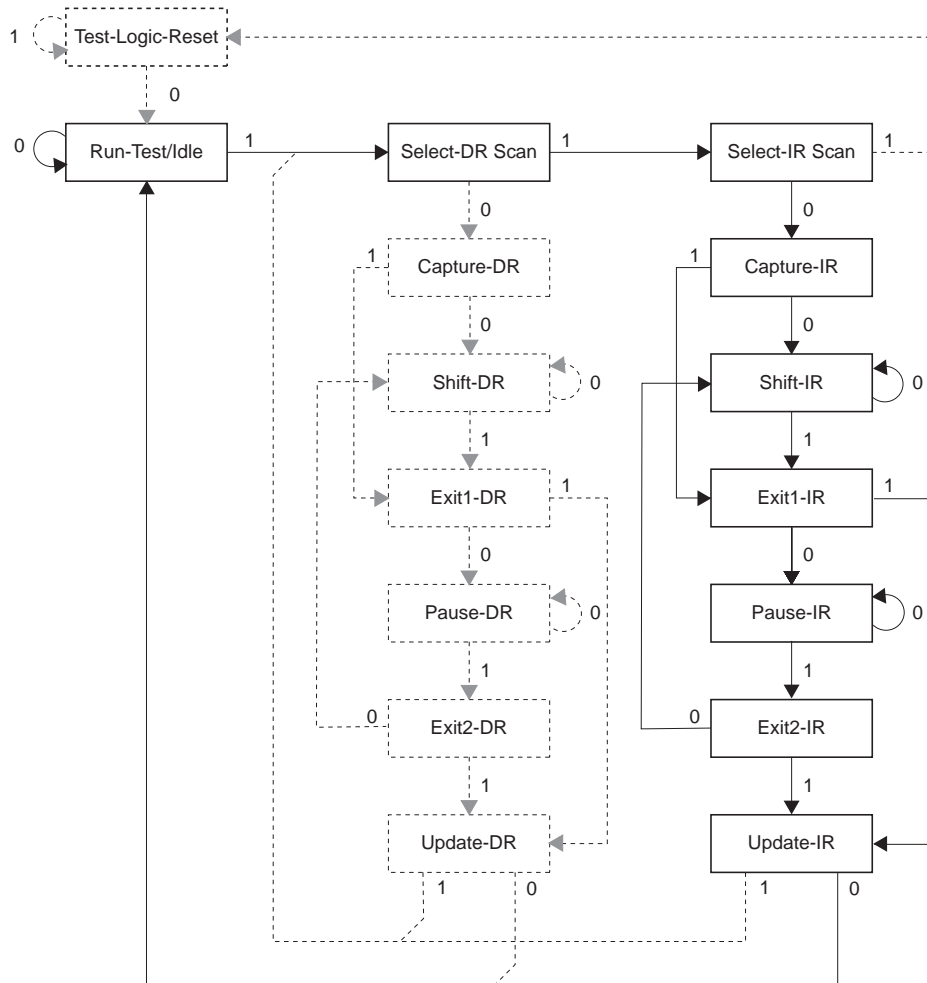 1 Test-Logic-Reset
0
0 Run-Test/Idle 1 Select-DR Scan 1 Select-IR Scan 1
0 0
1 Capture-DR 1 Capture-IR
0 0
Shift-DR 0 Shift-IR 0
1 1
Exit1-DR 1 Exit1-IR 1
0 0
Pause-DR 0 Pause-IR 0
1 1
0 Exit2-DR 0 Exit2-IR
1 1
Update-DR Update-IR
1 0 1 0